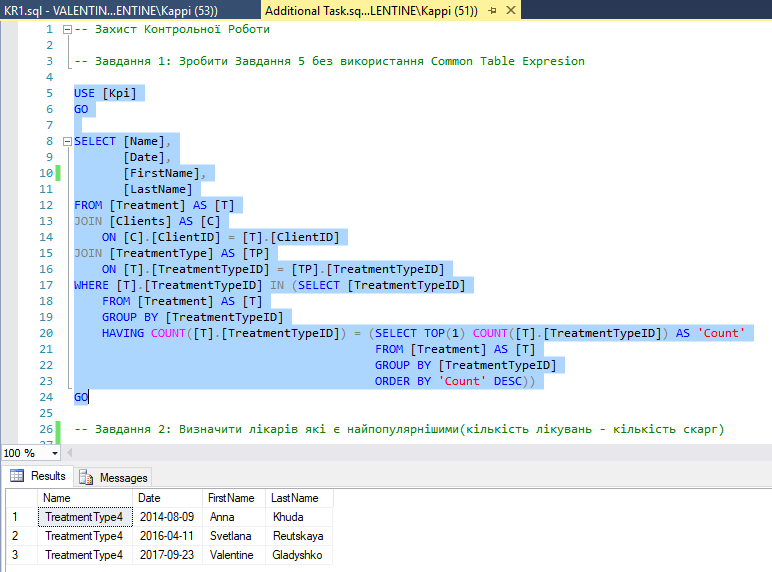 KR1.sql - VALENTIN...ENTINE\Kappi (53))
Additional Task.sq...LENTINE\Kappi (51))
1 -- Захист Контрольної Роботи
2
3 -- Завдання 1: Зробити Завдання 5 без використання Common Table Expresion
4
5 USE [Kpi]
6 GO
7
8 SELECT [Name],
9 [Date],
10 [FirstName],
11 [LastName]
12 FROM [Treatment] AS [T]
13 JOIN [Clients] AS [C]
14 ON [C].[ClientID] = [T].[ClientID]
15 JOIN [TreatmentType] AS [TP]
16 ON [T].[TreatmentTypeID] = [TP].[TreatmentTypeID]
17 WHERE [T].[TreatmentTypeID] IN (SELECT [TreatmentTypeID]
18 FROM [Treatment] AS [T]
19 GROUP BY [TreatmentTypeID]
20 HAVING COUNT([T].[TreatmentTypeID]) = (SELECT TOP(1) COUNT([T].[TreatmentTypeID]) AS 'Count'
21 FROM [Treatment] AS [T]
22 GROUP BY [TreatmentTypeID]
23 ORDER BY 'Count' DESC))
24 GO
25
26 -- Завдання 2: Визначити лікарів які є найпопулярнішими(кількість лікувань - кількість скарг)
27
100 %
Results Messages
Name Date FirstName LastName
1 TreatmentType4 2014-08-09 Anna Khuda
2 TreatmentType4 2016-04-11 Svetlana Reutskaya
3 TreatmentType4 2017-09-23 Valentine Gladyshko